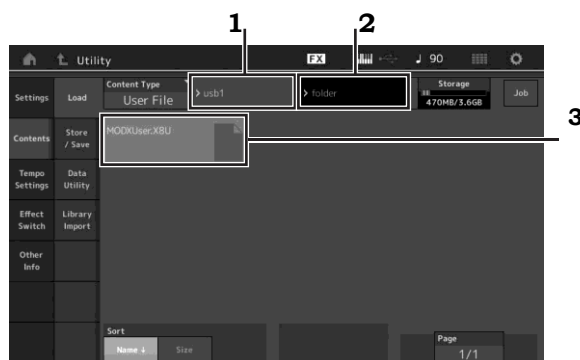 1 2
Utility FX 90
Content Type
User File
> usb1
> folder
Storage
470MB/3.6GB
Job
Settings Load
3
MODXUser.X8U
Contents Store
/ Save
Tempo
Settings
Data
Utility
Effect
Switch
Library
Import
Other
Info
Sort
Name ↓ Size
Page
1/1